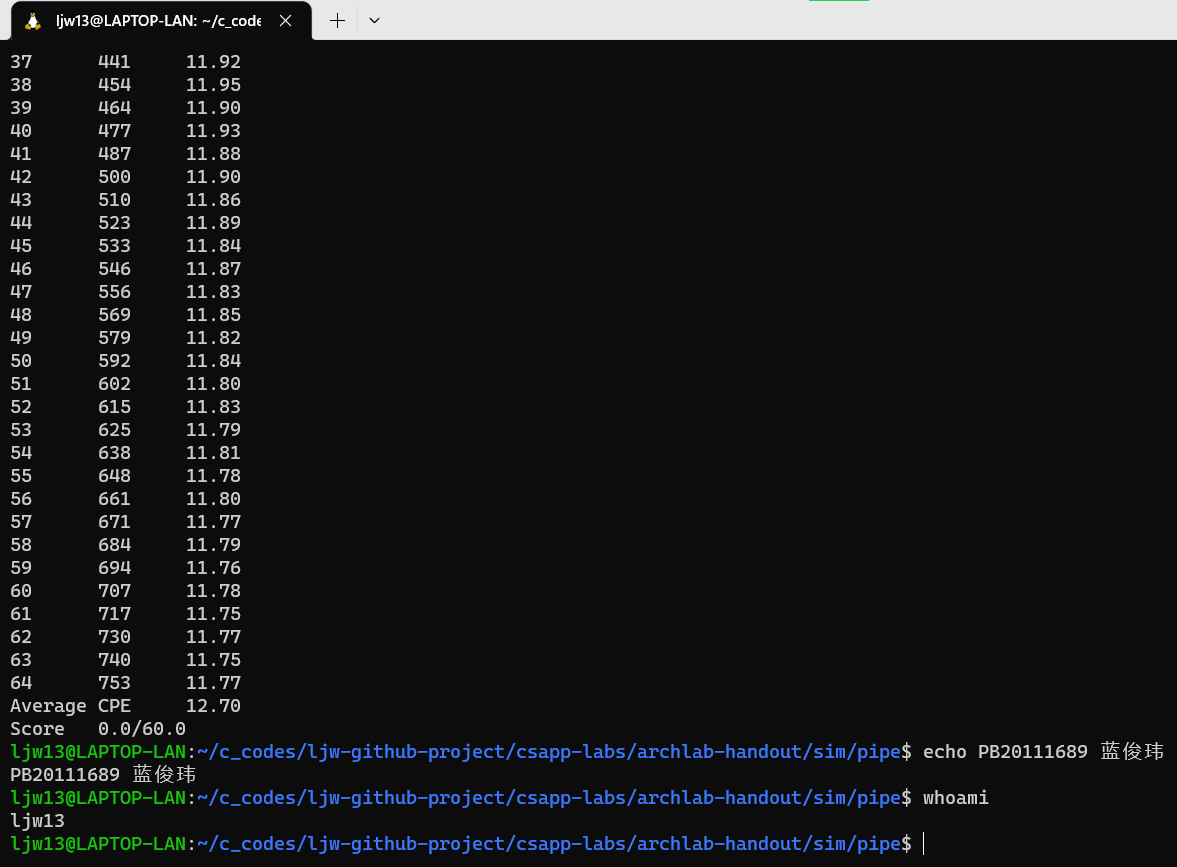 ljw13@LAPTOP-LAN: ~/c_code
37 441 11.92
38 454 11.95
39 464 11.90
40 477 11.93
41 487 11.88
42 500 11.90
43 510 11.86
44 523 11.89
45 533 11.84
46 546 11.87
47 556 11.83
48 569 11.85
49 579 11.82
50 592 11.84
51 602 11.80
52 615 11.83
53 625 11.79
54 638 11.81
55 648 11.78
56 661 11.80
57 671 11.77
58 684 11.79
59 694 11.76
60 707 11.78
61 717 11.75
62 730 11.77
63 740 11.75
64 753 11.77
Average CPE 12.70
Score 0.0/60.0
ljw13@LAPTOP-LAN:~/c_codes/ljw-github-project/csapp-labs/archlab-handout/sim/pipe$ echo PB20111689 蓝俊玮
PB20111689 蓝俊玮
ljw13@LAPTOP-LAN:~/c_codes/ljw-github-project/csapp-labs/archlab-handout/sim/pipe$ whoami
ljw13
ljw13@LAPTOP-LAN:~/c_codes/ljw-github-project/csapp-labs/archlab-handout/sim/pipe$